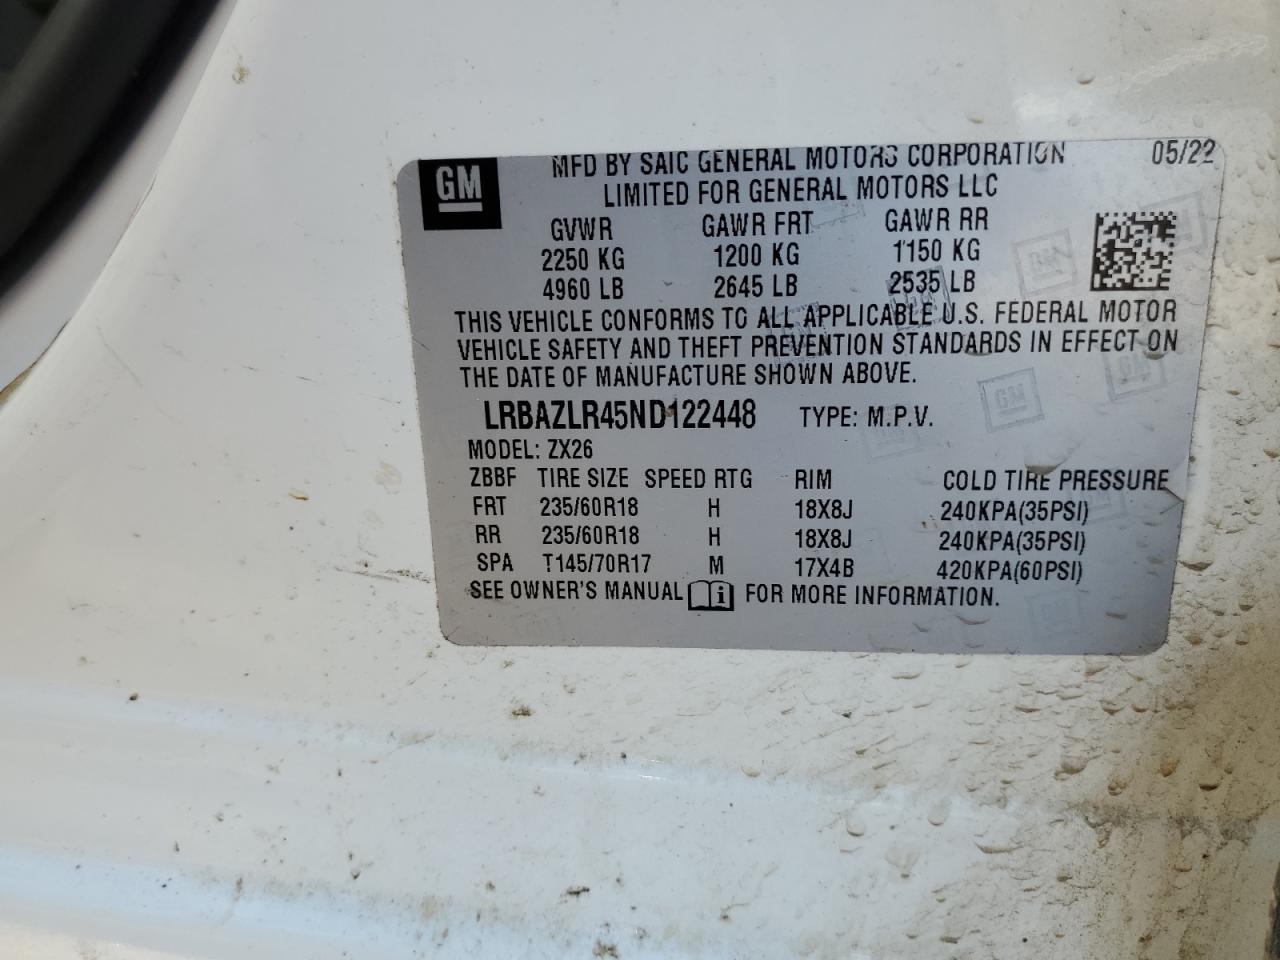 GM
MFD BY SAIC GENERAL MOTORS CORPORATION 05/22
LIMITED FOR GENERAL MOTORS LLC
GVWR GAWR FRT GAWR RR
2250 KG 1200 KG 1150 KG
4960 LB 2645 LB 2535 LB
THIS VEHICLE CONFORMS TO ALL APPLICABLE U.S. FEDERAL MOTOR
VEHICLE SAFETY AND THEFT PREVENTION STANDARDS IN EFFECT ON
THE DATE OF MANUFACTURE SHOWN ABOVE.
LRBAZLR45ND122448 TYPE: M.P.V.
MODEL: ZX26
ZBBF TIRE SIZE SPEED RTG RIM COLD TIRE PRESSURE
FRT 235/60R18 H 18X8J 240KPA(35PSI)
RR 235/60R18 H 18X8J 240KPA(35PSI)
SPA T145/70R17 M 17X4B 420KPA(60PSI)
SEE OWNER'S MANUAL i FOR MORE INFORMATION.